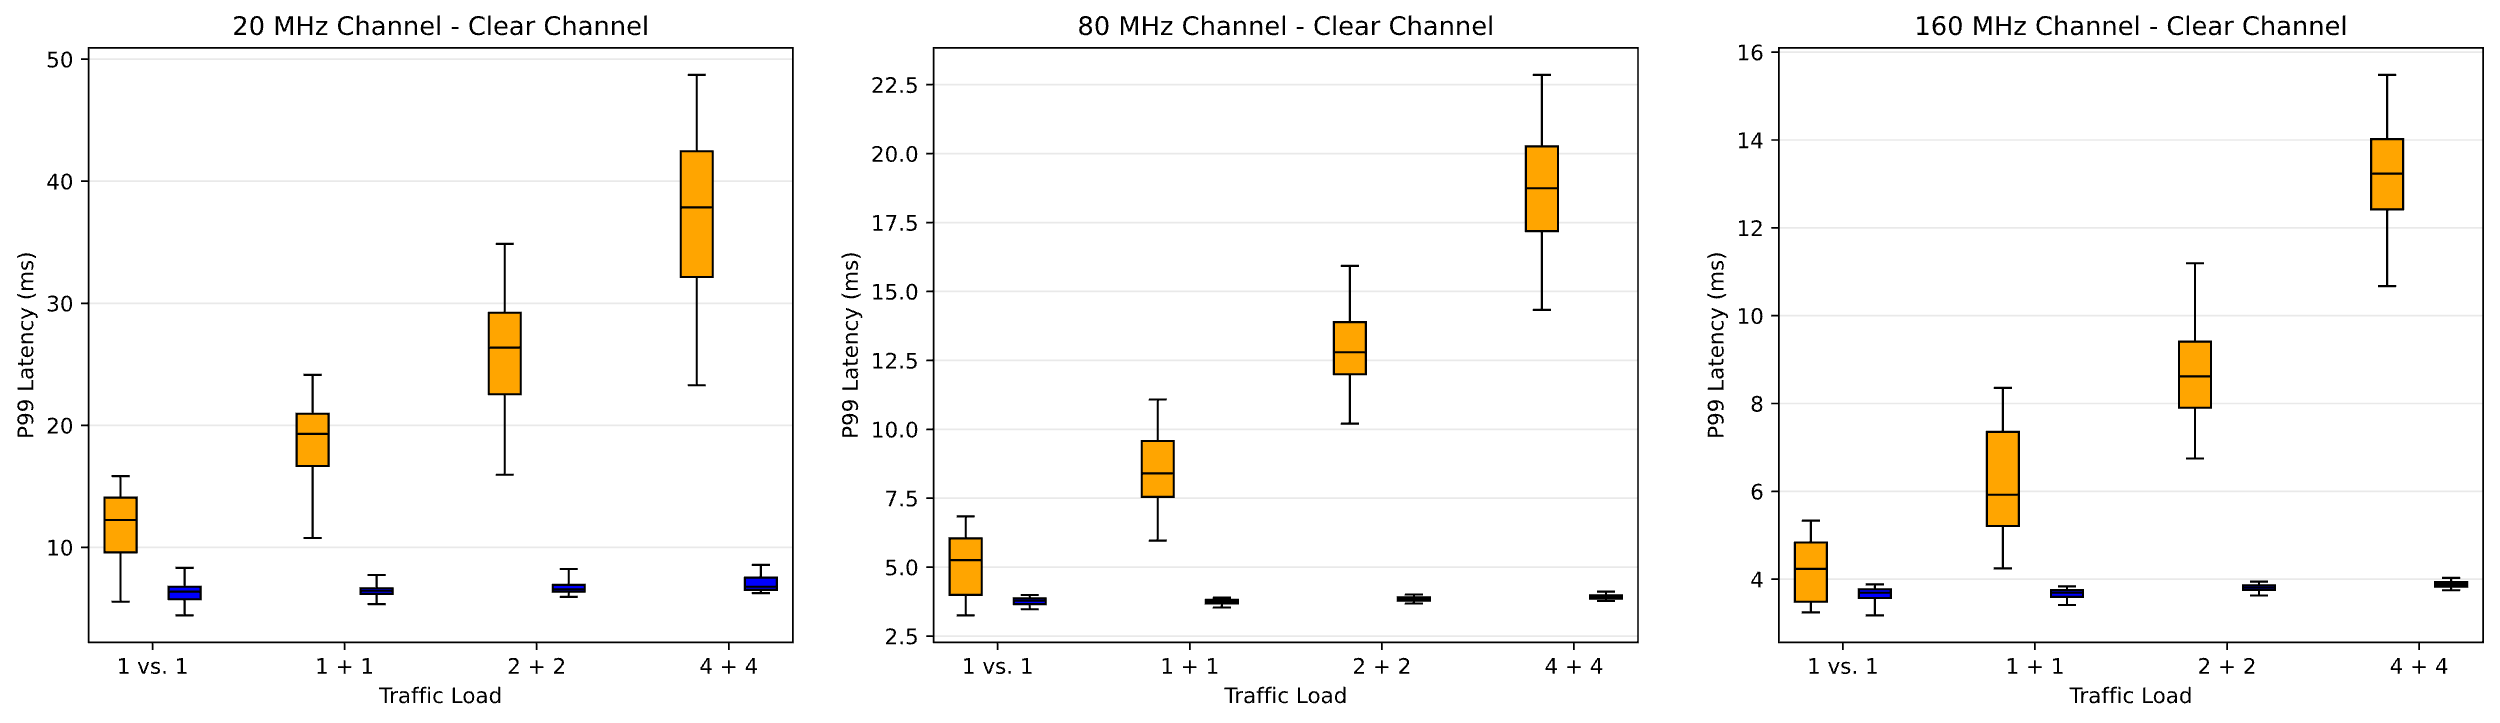 20 MHz Channel - Clear Channel
P99 Latency (ms)
50
40
30
20
10
1 vs. 1
1 + 1
2 + 2
4 + 4
Traffic Load
80 MHz Channel - Clear Channel
P99 Latency (ms)
22.5
20.0
17.5
15.0
12.5
10.0
7.5
5.0
2.5
1 vs. 1
1 + 1
2 + 2
4 + 4
Traffic Load
160 MHz Channel - Clear Channel
P99 Latency (ms)
16
14
12
10
8
6
4
1 vs. 1
1 + 1
2 + 2
4 + 4
Traffic Load